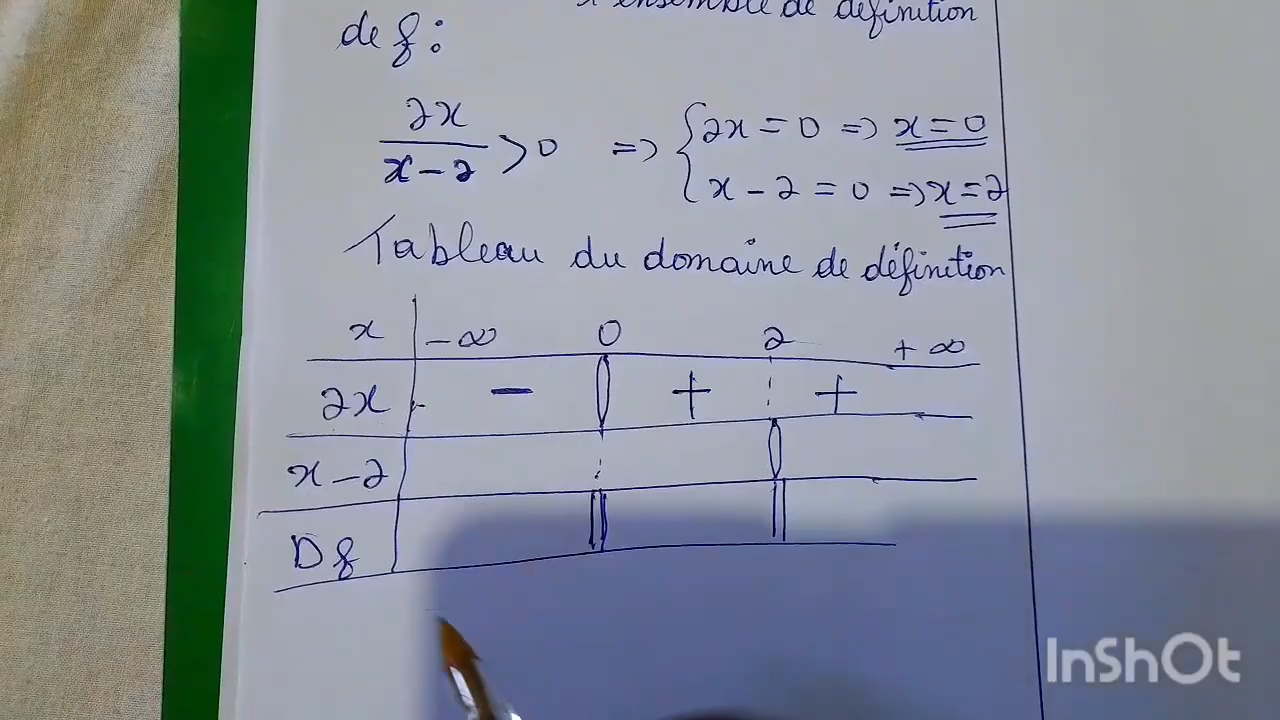 l'ensemble de définition
de f :
2x / x - 2 > 0 => { 2x = 0 => x = 0
x - 2 = 0 => x = 2
Tableau du domaine de définition
x -∞ 0 2 +∞
2x - 0 + +
x - 2 0
Df || ||
InShOt